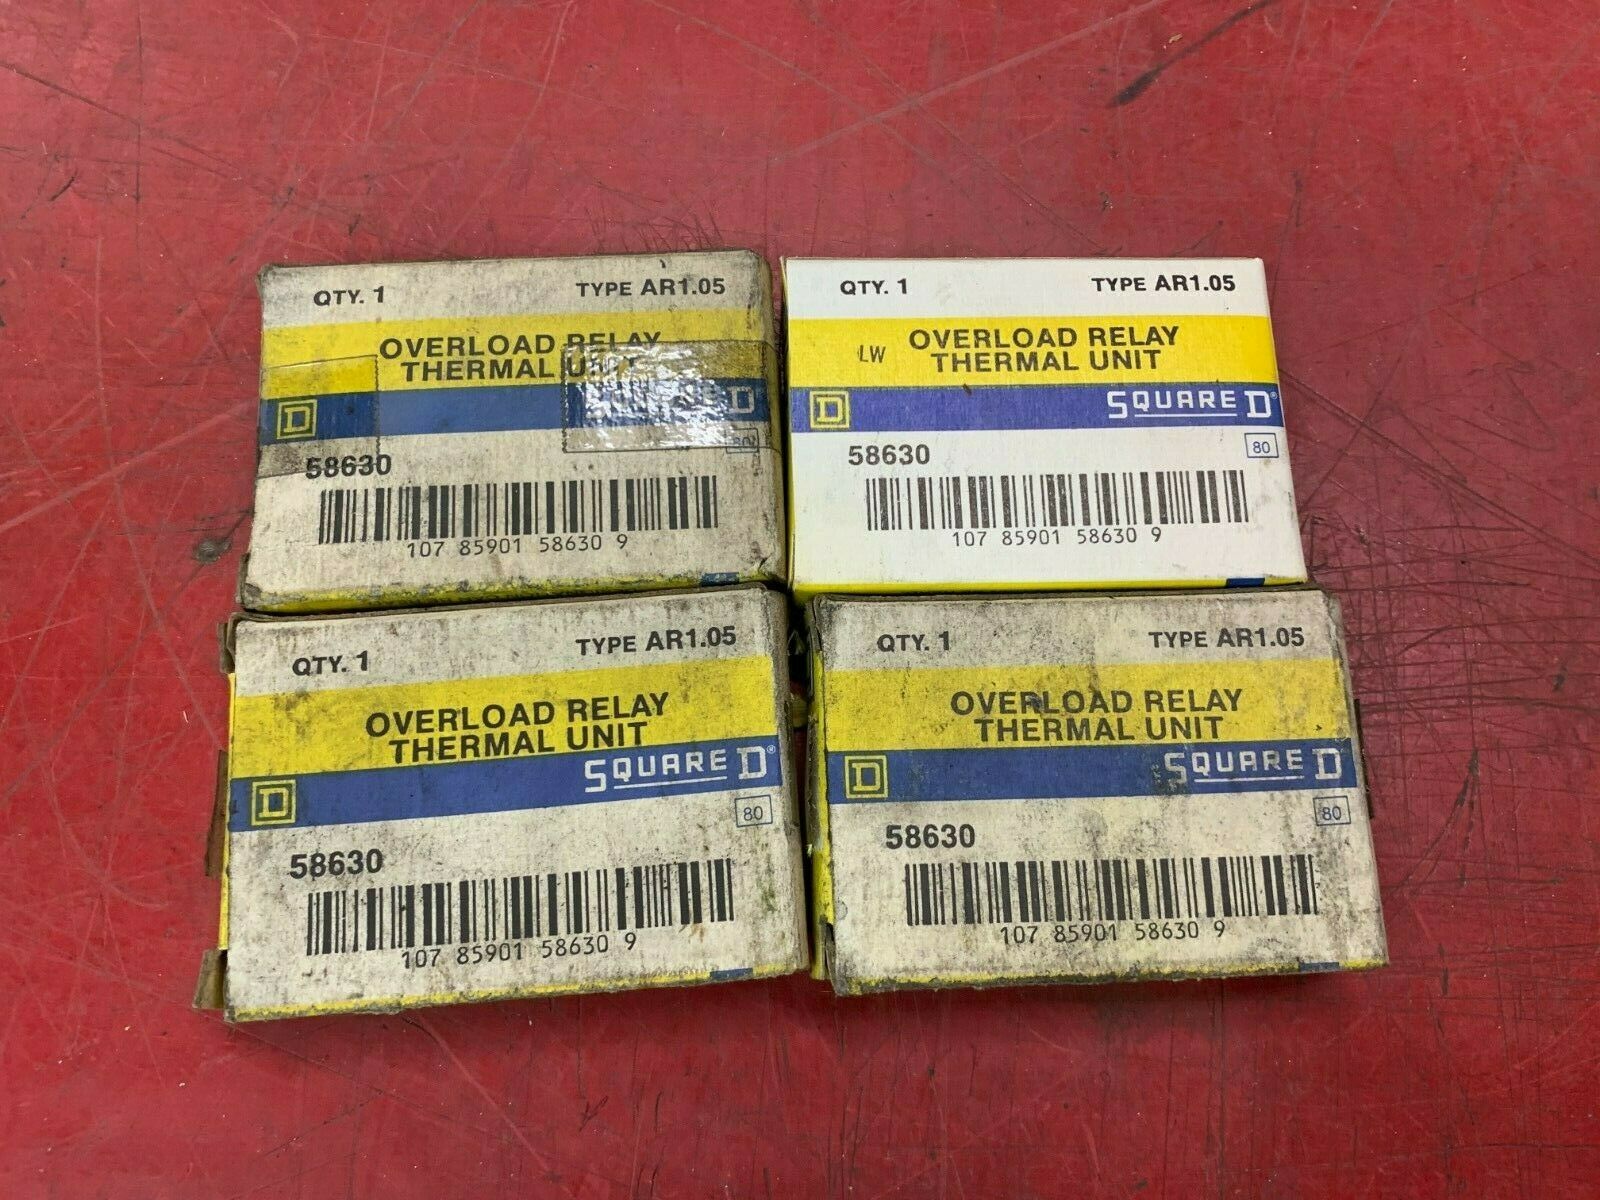 QTY. 1 TYPE AR1.05
OVERLOAD RELAY
THERMAL UNIT
D SQUARE D
80
58630
107 85901 58630 9
QTY. 1 TYPE AR1.05
LW OVERLOAD RELAY
THERMAL UNIT
D SQUARE D®
80
58630
107 85901 58630 9
QTY. 1 TYPE AR1.05
OVERLOAD RELAY
THERMAL UNIT
D SQUARE D®
80
58630
107 85901 58630 9
QTY. 1 TYPE AR1.05
OVERLOAD RELAY
THERMAL UNIT
D SQUARE D
80
58630
107 85901 58630 9